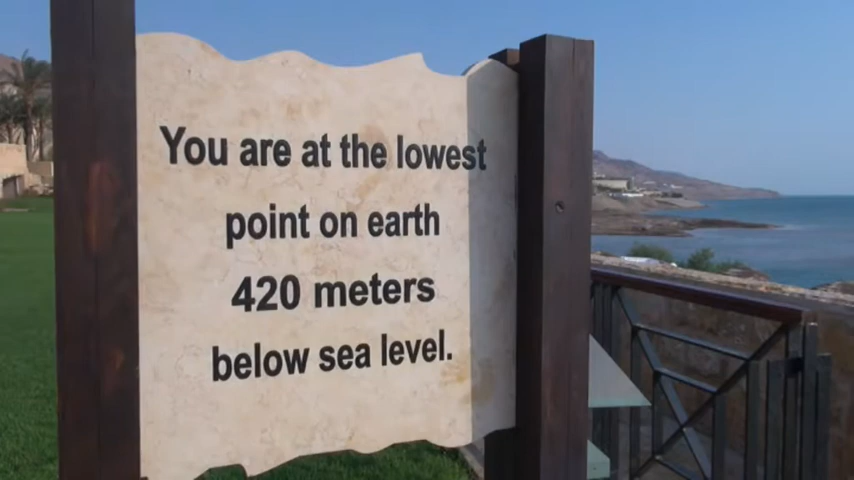 You are at the lowest
point on earth
420 meters
below sea level.